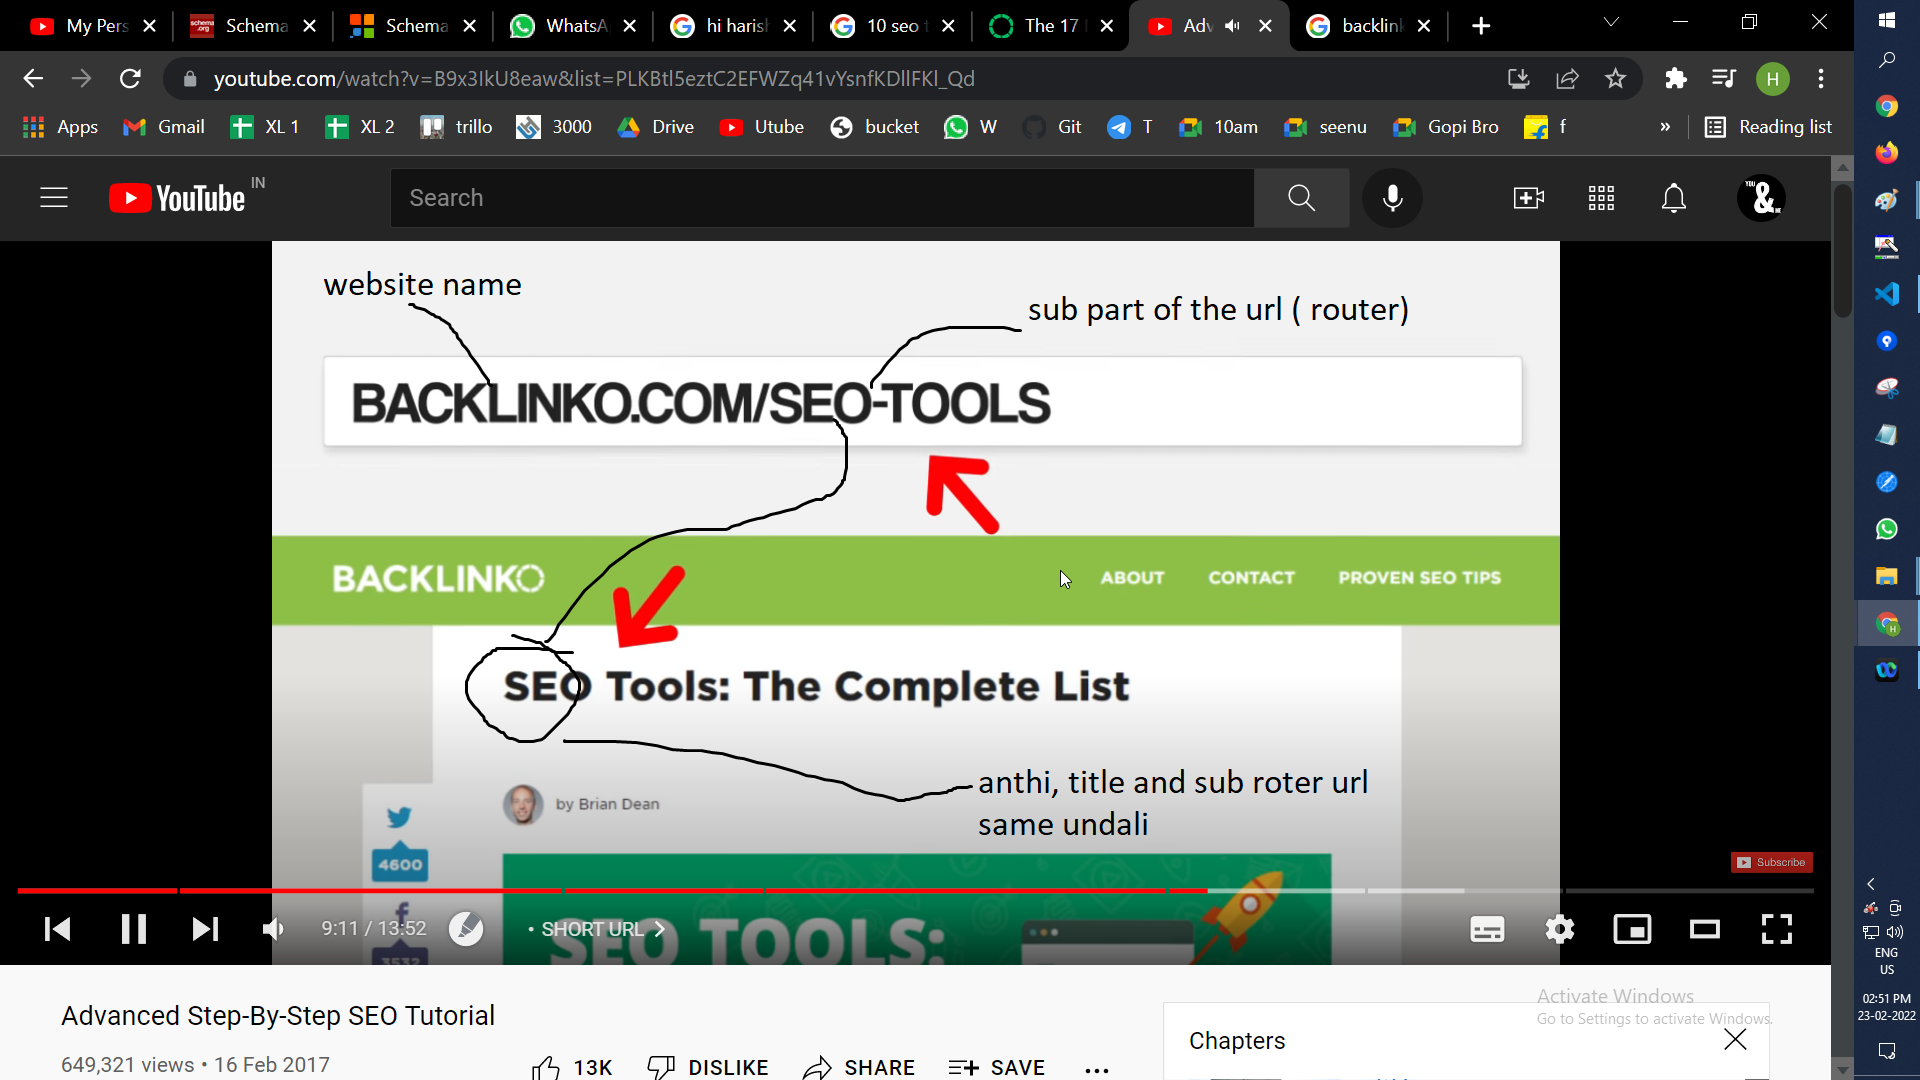 My Pers
Schema
Schema
WhatsA
hi harish
10 seo t
The 17
Adv
backlink
youtube.com/watch?v=B9x3IkU8eaw&list=PLKBtl5eztC2EFWZq41vYsnfKDllFKl_Qd
H
Apps
Gmail
XL 1
XL 2
trillo
3000
Drive
Utube
bucket
W
Git
T
10am
seenu
Gopi Bro
f
»
Reading list
YouTube IN
Search
website name
sub part of the url ( router)
BACKLINKO.COM/SEO-TOOLS
BACKLINKO
ABOUT
CONTACT
PROVEN SEO TIPS
SEO Tools: The Complete List
by Brian Dean
anthi, title and sub roter url
same undali
4600
3532
SEO TOOLS:
Subscribe
9:11 / 13:52
• SHORT URL
Advanced Step-By-Step SEO Tutorial
649,321 views • 16 Feb 2017
13K
DISLIKE
SHARE
SAVE
Chapters
Activate Windows
Go to Settings to activate Windows.
ENG
US
02:51 PM
23-02-2022